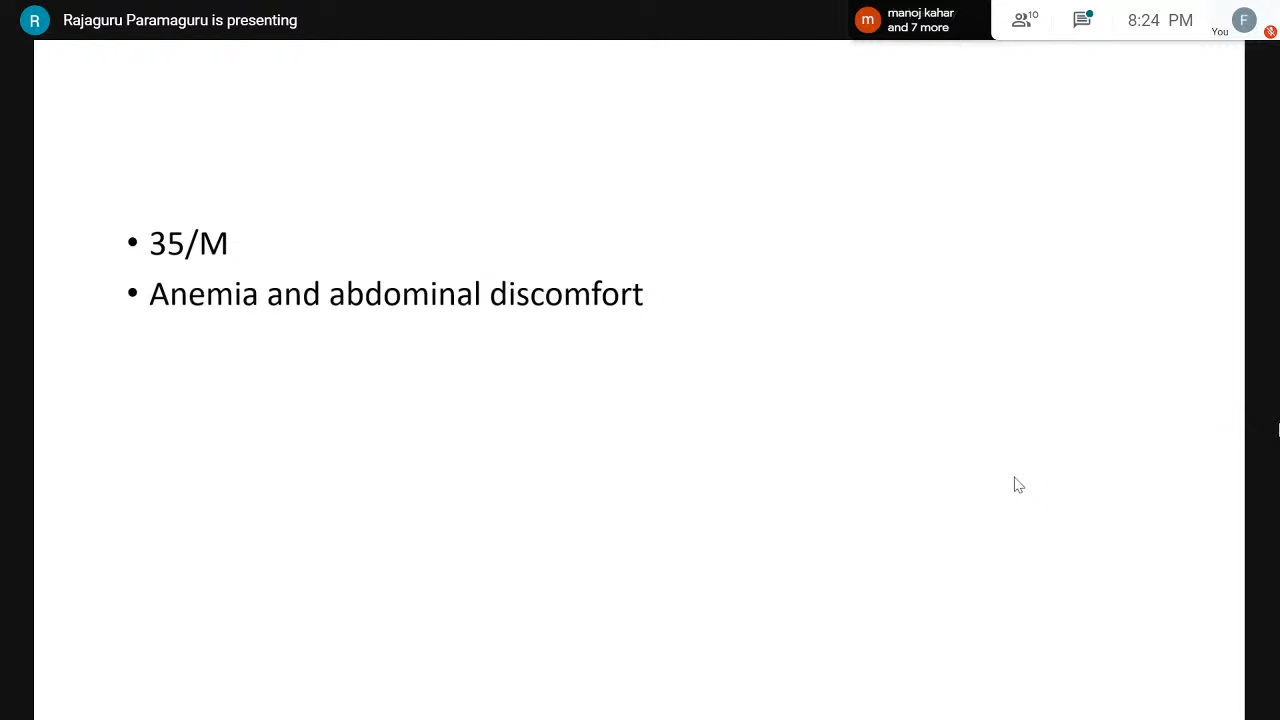 R Rajaguru Paramaguru is presenting
m manoj kahar
and 7 more
10
8:24 PM
You
F
• 35/M
• Anemia and abdominal discomfort